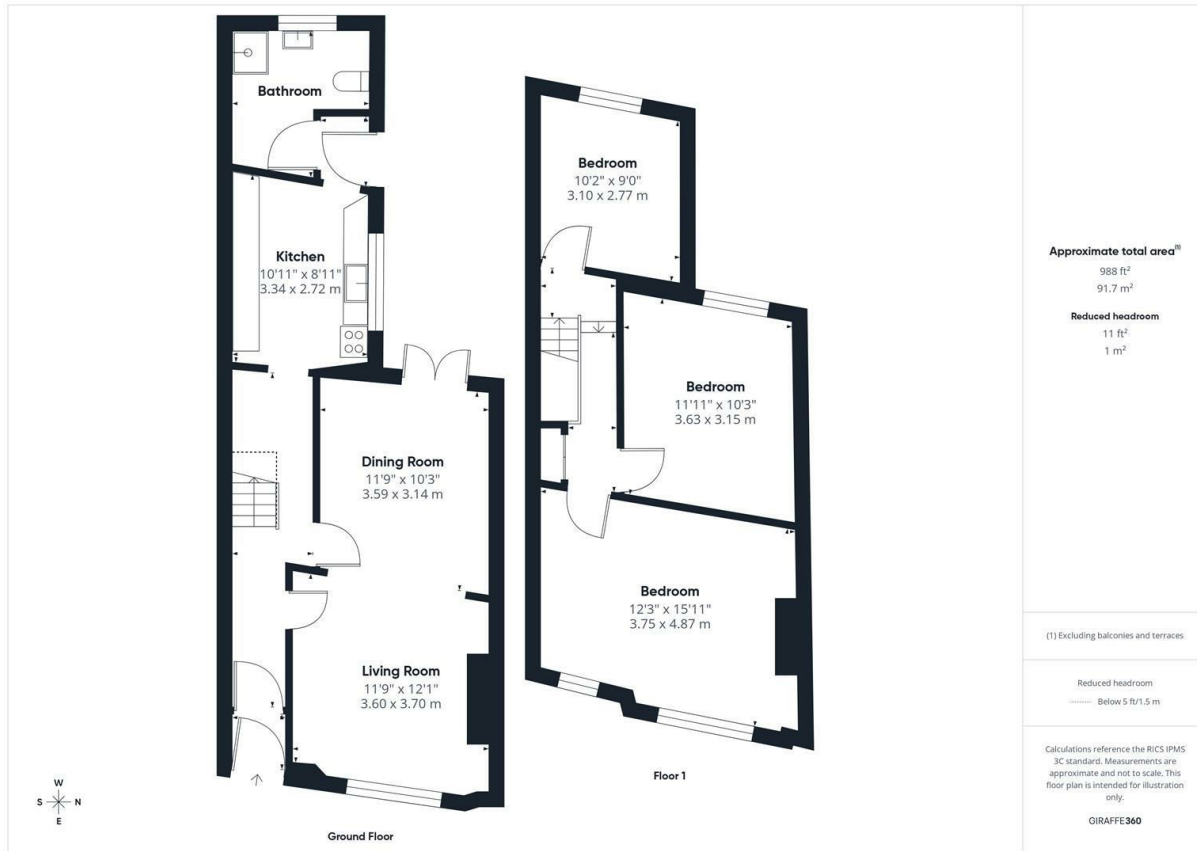 Bathroom
Kitchen
10'11" x 8'11"
3.34 x 2.72 m
Dining Room
11'9" x 10'3"
3.59 x 3.14 m
Living Room
11'9" x 12'1"
3.60 x 3.70 m
W
S N
E
Ground Floor
Bedroom
10'2" x 9'0"
3.10 x 2.77 m
Bedroom
11'11" x 10'3"
3.63 x 3.15 m
Bedroom
12'3" x 15'11"
3.75 x 4.87 m
Floor 1
Approximate total area⁽¹⁾
988 ft²
91.7 m²
Reduced headroom
11 ft²
1 m²
(1) Excluding balconies and terraces
Reduced headroom
Below 5 ft/1.5 m
Calculations reference the RICS IPMS
3C standard. Measurements are
approximate and not to scale. This
floor plan is intended for illustration
only.
GIRAFFE360